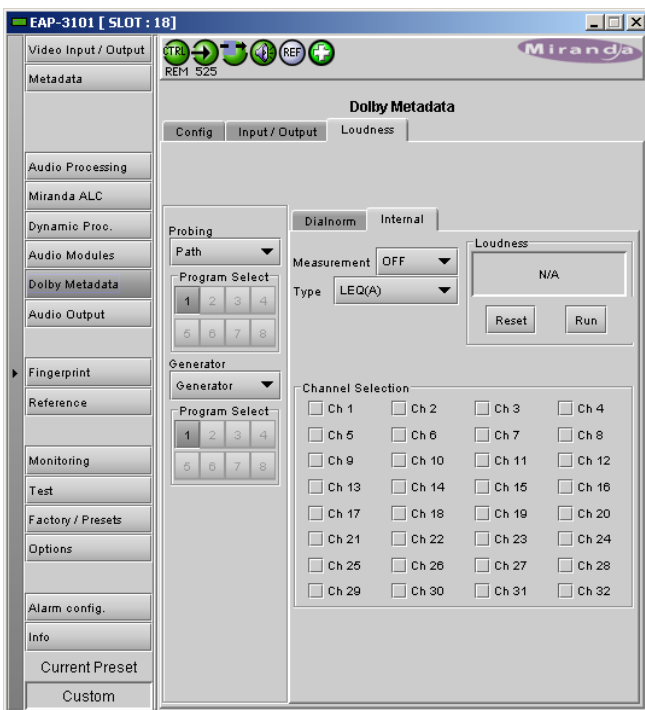 EAP-3101 [ SLOT : 18]
Video Input / Output
Metadata
Audio Processing
Miranda ALC
Dynamic Proc.
Audio Modules
Dolby Metadata
Audio Output
Fingerprint
Reference
Monitoring
Test
Factory / Presets
Options
Alarm config.
Info
Current Preset
Custom
CTRL
REF
REM 525
Miranda
Dolby Metadata
Config Input / Output Loudness
Probing
Path
Program Select
1 2 3 4
5 6 7 8
Generator
Generator
Program Select
1 2 3 4
5 6 7 8
Dialnorm Internal
Measurement OFF
Type LEQ(A)
Loudness
N/A
Reset Run
Channel Selection
Ch 1 Ch 2 Ch 3 Ch 4
Ch 5 Ch 6 Ch 7 Ch 8
Ch 9 Ch 10 Ch 11 Ch 12
Ch 13 Ch 14 Ch 15 Ch 16
Ch 17 Ch 18 Ch 19 Ch 20
Ch 21 Ch 22 Ch 23 Ch 24
Ch 25 Ch 26 Ch 27 Ch 28
Ch 29 Ch 30 Ch 31 Ch 32